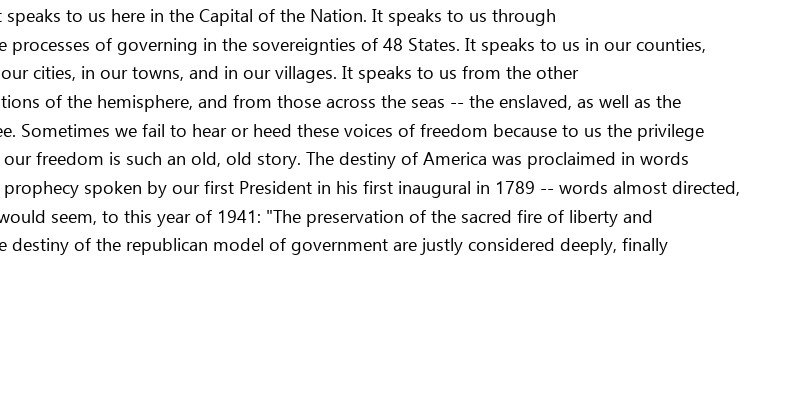 speaks to us here in the Capital of the Nation. It speaks to us through
processes of governing in the sovereignties of 48 States. It speaks to us in our counties,
our cities, in our towns, and in our villages. It speaks to us from the other
of the hemisphere, and from those across the seas -- the enslaved, as well as the
Sometimes we fail to hear or heed these voices of freedom because to us the privilege
our freedom is such an old, old story. The destiny of America was proclaimed in words
prophecy spoken by our first President in his first inaugural in 1789 -- words almost directed,
would seem, to this year of 1941: "The preservation of the sacred fire of liberty and
destiny of the republican model of government are justly considered deeply, finally